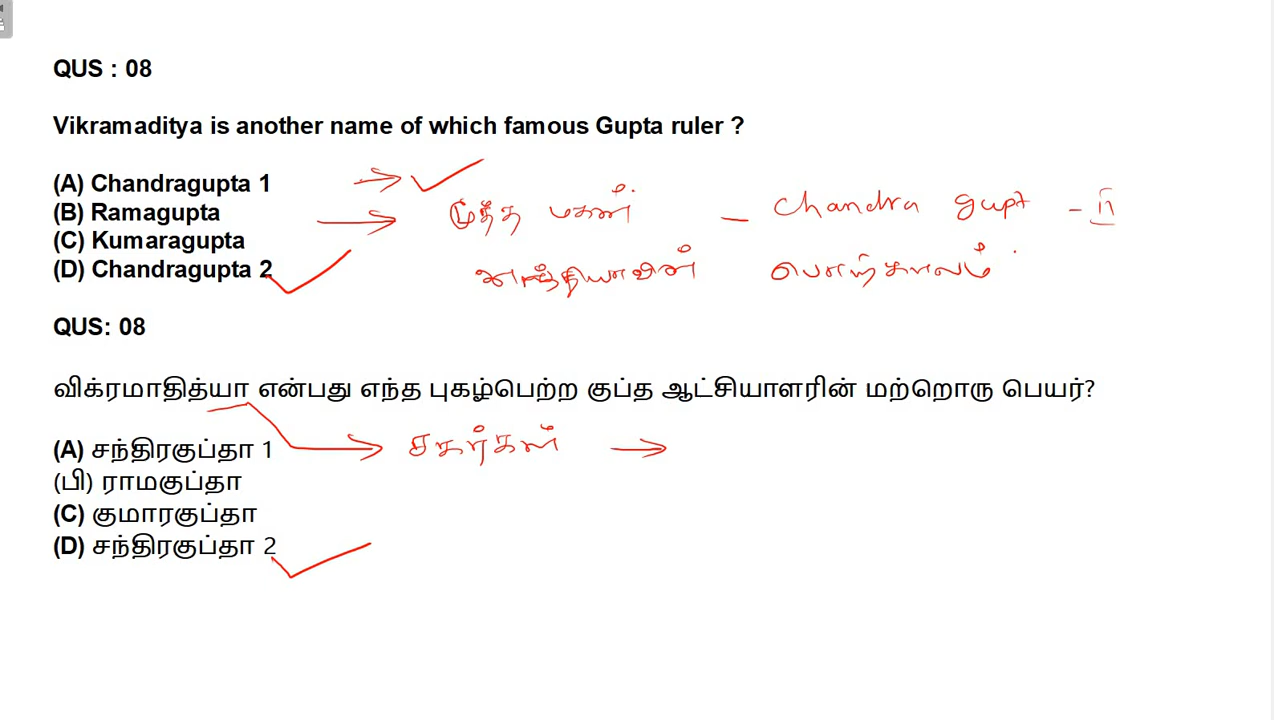 QUS : 08
Vikramaditya is another name of which famous Gupta ruler ?
(A) Chandragupta 1
(B) Ramagupta மூத்த மகன் - Chandra gupt - II
(C) Kumaragupta
(D) Chandragupta 2 இந்தியாவின் பொற்காலம்
QUS: 08
விக்ரமாதித்யா என்பது எந்த புகழ்பெற்ற குப்த ஆட்சியாளரின் மற்றொரு பெயர்?
(A) சந்திரகுப்தா 1 சகர்கள்
(பி) ராமகுப்தா
(C) குமாரகுப்தா
(D) சந்திரகுப்தா 2